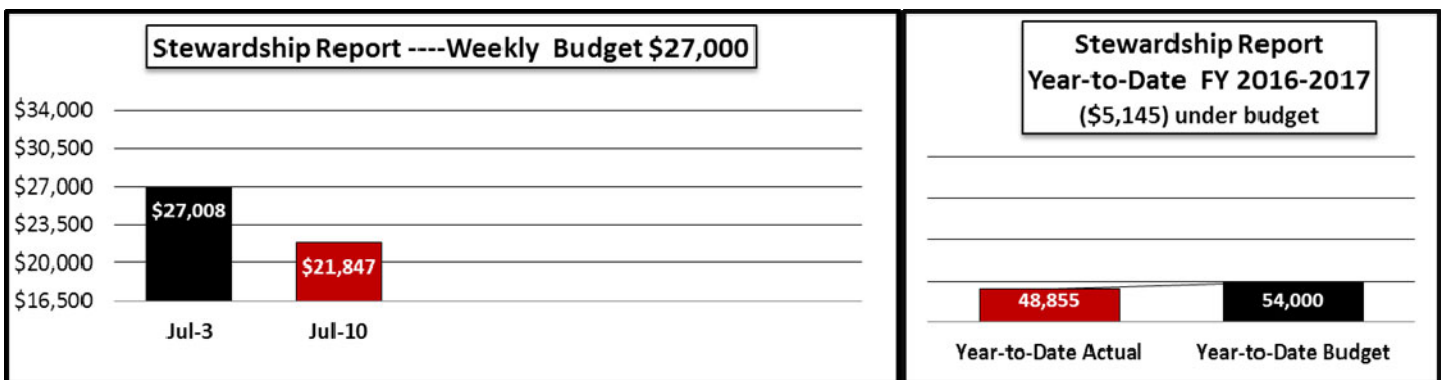 Stewardship Report ----Weekly Budget $27,000
$34,000
$30,500
$27,000
$23,500
$20,000
$16,500
$27,008
$21,847
Jul-3
Jul-10
Stewardship Report
Year-to-Date FY 2016-2017
($5,145) under budget
48,855
54,000
Year-to-Date Actual
Year-to-Date Budget